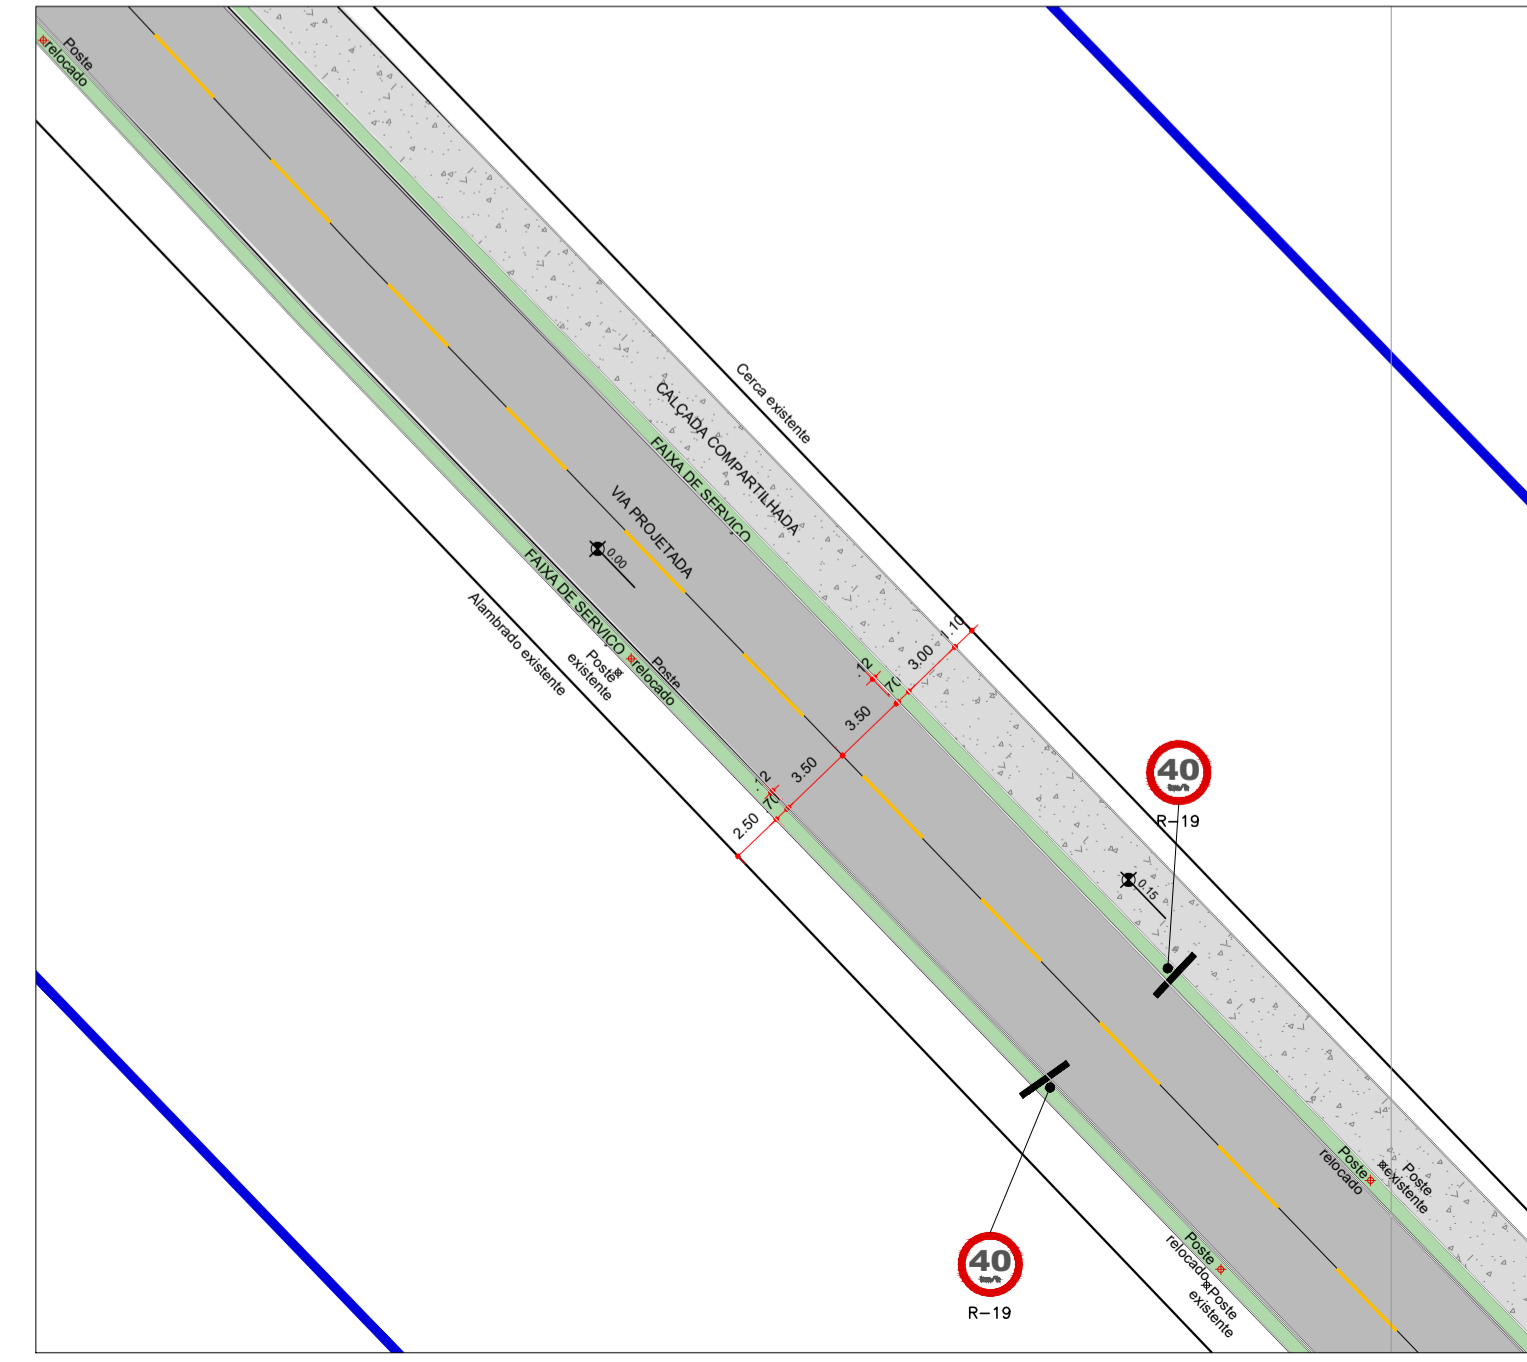 Poste
relocado
Cerca existente
CALÇADA COMPARTILHADA
FAIXA DE SERVIÇO
VIA PROJETADA
0.00
FAIXA DE SERVIÇO
Alambrado existente
Poste
existente
Poste
relocado
1.10
3.00
.70
.12
3.50
3.50
.12
.70
2.50
40
km/h
R-19
0.15
Poste
relocado
Poste
existente
Poste
relocado
Poste
existente
40
km/h
R-19